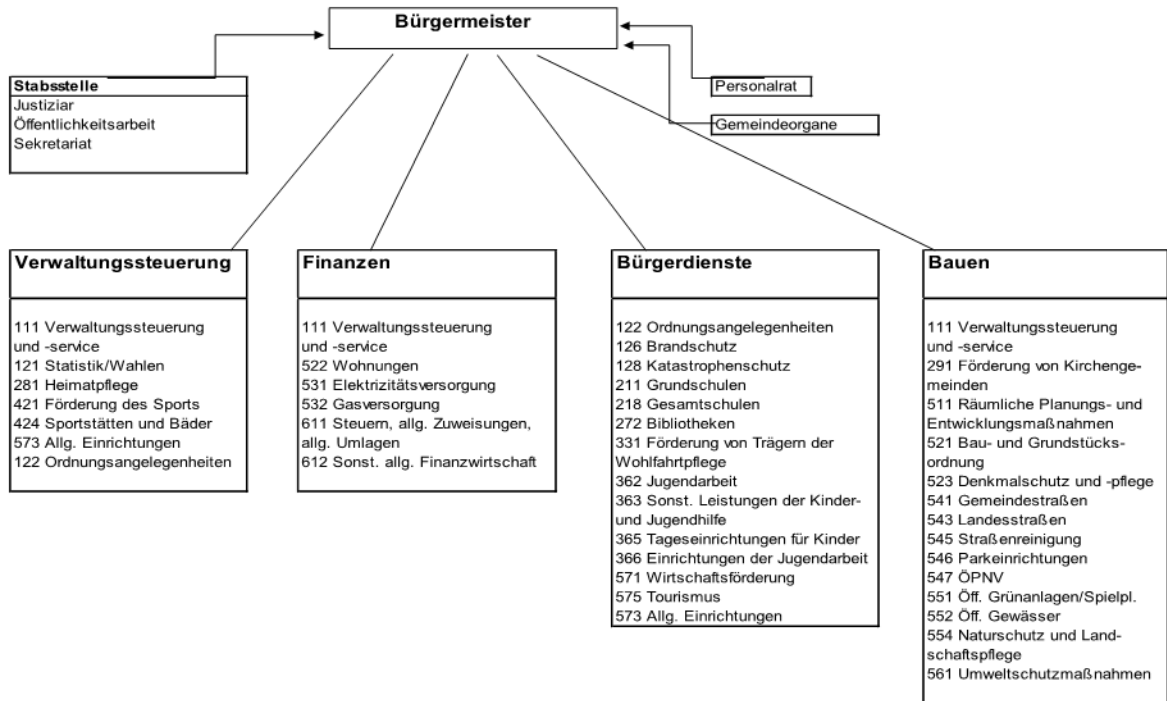 Bürgermeister
Stabsstelle
Justiziar
Öffentlichkeitsarbeit
Sekretariat
Personalrat
Gemeindeorgane
Verwaltungssteuerung
111 Verwaltungssteuerung
und -service
121 Statistik/Wahlen
281 Heimatpflege
421 Förderung des Sports
424 Sportstätten und Bäder
573 Allg. Einrichtungen
122 Ordnungsangelegenheiten
Finanzen
111 Verwaltungssteuerung
und -service
522 Wohnungen
531 Elektrizitätsversorgung
532 Gasversorgung
611 Steuern, allg. Zuweisungen,
allg. Umlagen
612 Sonst. allg. Finanzwirtschaft
Bürgerdienste
122 Ordnungsangelegenheiten
126 Brandschutz
128 Katastrophenschutz
211 Grundschulen
218 Gesamtschulen
272 Bibliotheken
331 Förderung von Trägern der
Wohlfahrtpflege
362 Jugendarbeit
363 Sonst. Leistungen der Kinder-
und Jugendhilfe
365 Tageseinrichtungen für Kinder
366 Einrichtungen der Jugendarbeit
571 Wirtschaftsförderung
575 Tourismus
573 Allg. Einrichtungen
Bauen
111 Verwaltungssteuerung
und -service
291 Förderung von Kirchenge-
meinden
511 Räumliche Planungs- und
Entwicklungsmaßnahmen
521 Bau- und Grundstücks-
ordnung
523 Denkmalschutz und -pflege
541 Gemeindestraßen
543 Landesstraßen
545 Straßenreinigung
546 Parkeinrichtungen
547 ÖPNV
551 Öff. Grünanlagen/Spielpl.
552 Öff. Gewässer
554 Naturschutz und Land-
schaftspflege
561 Umweltschutzmaßnahmen